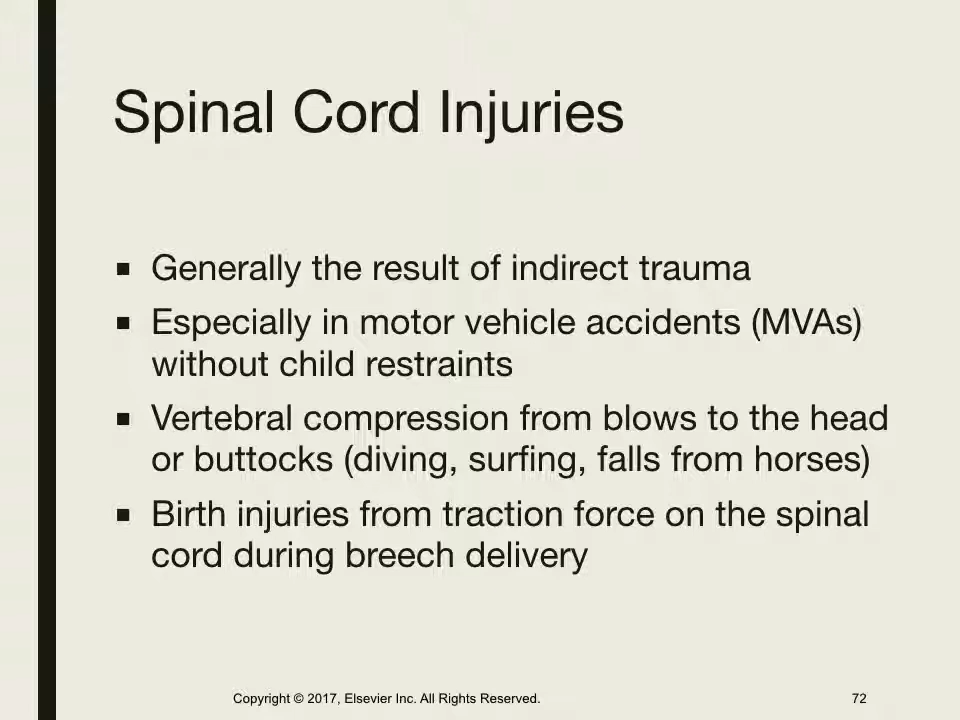 Spinal Cord Injuries
■ Generally the result of indirect trauma
■ Especially in motor vehicle accidents (MVAs)
without child restraints
■ Vertebral compression from blows to the head
or buttocks (diving, surfing, falls from horses)
■ Birth injuries from traction force on the spinal
cord during breech delivery
Copyright © 2017, Elsevier Inc. All Rights Reserved.
72